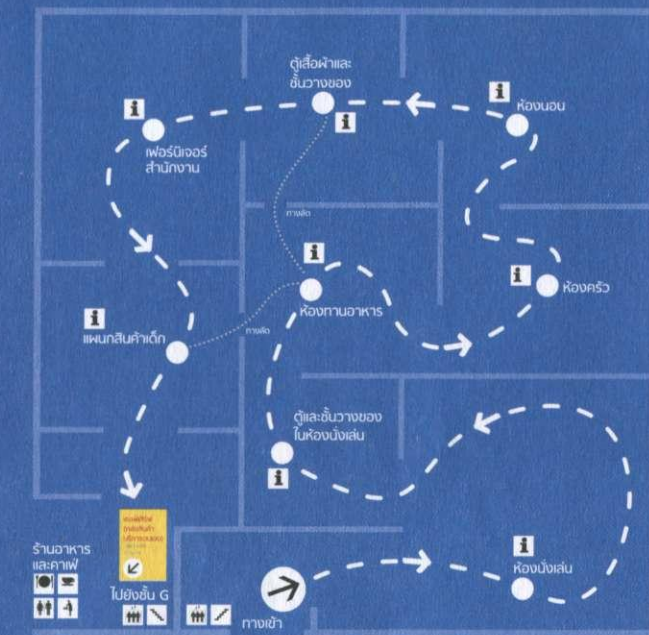 ตู้เสื้อผ้าและ
ชั้นวางของ
ห้องนอน
เฟอร์นิเจอร์
สำนักงาน
ทางลัด
ห้องครัว
ห้องทานอาหาร
ทางลัด
แผนกสินค้าเด็ก
ตู้และชั้นวางของ
ในห้องนั่งเล่น
ร้านอาหาร
และคาเฟ่
ห้องนั่งเล่น
ไปยังชั้น G
ทางเข้า